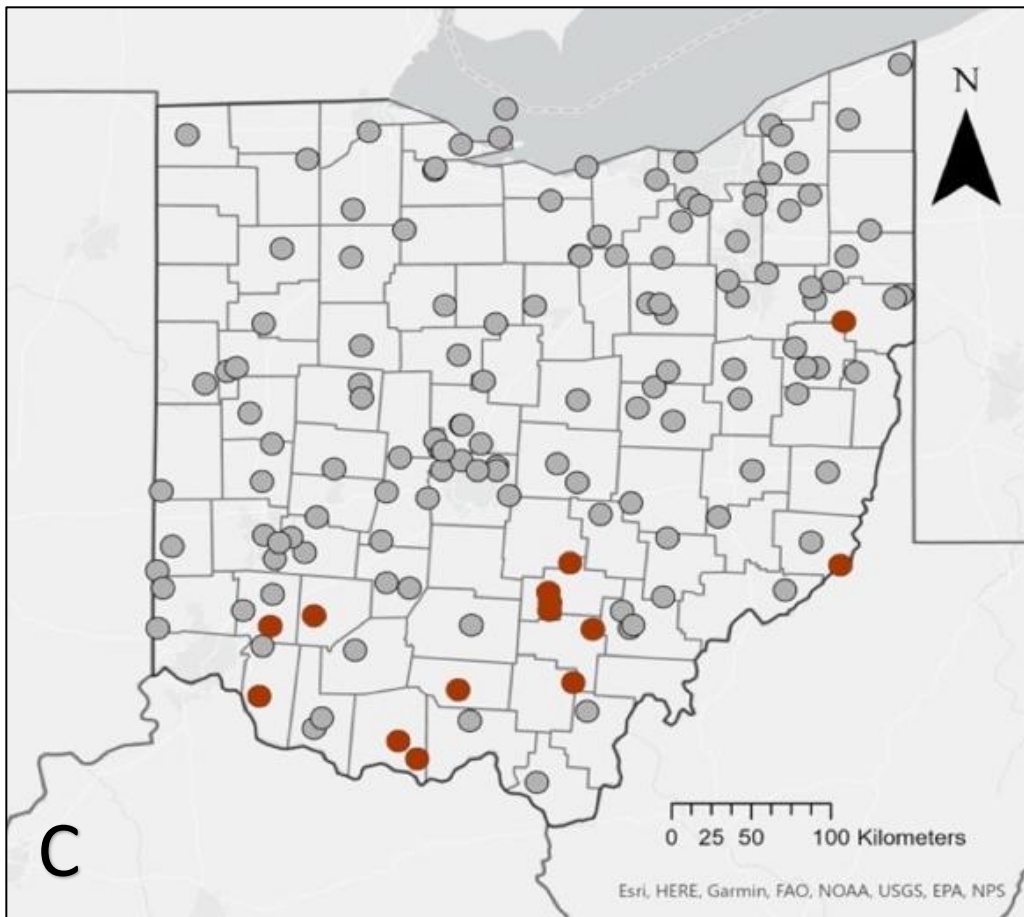 N
0 25 50 100 Kilometers
C
Esri, HERE, Garmin, FAO, NOAA, USGS, EPA, NPS